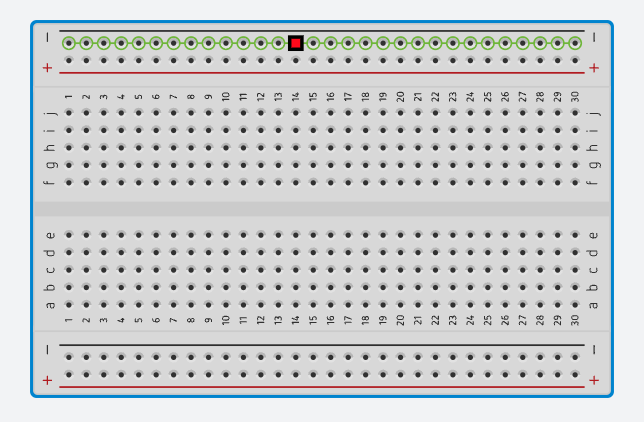 − −
+ +
1 2 3 4 5 6 7 8 9 10 11 12 13 14 15 16 17 18 19 20 21 22 23 24 25 26 27 28 29 30
j j
i i
h h
g g
f f
e e
d d
c c
b b
a a
1 2 3 4 5 6 7 8 9 10 11 12 13 14 15 16 17 18 19 20 21 22 23 24 25 26 27 28 29 30
− −
+ +